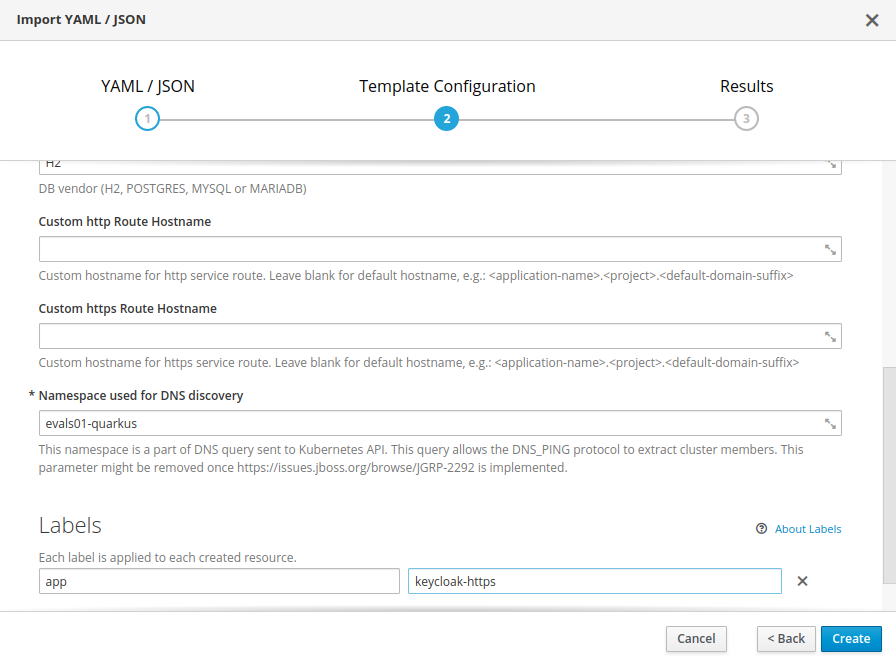 Import YAML / JSON
YAML / JSON
Template Configuration
Results
1
2
3
H2
DB vendor (H2, POSTGRES, MYSQL or MARIADB)
Custom http Route Hostname
Custom hostname for http service route. Leave blank for default hostname, e.g.: <application-name>.<project>.<default-domain-suffix>
Custom https Route Hostname
Custom hostname for https service route. Leave blank for default hostname, e.g.: <application-name>.<project>.<default-domain-suffix>
* Namespace used for DNS discovery
evals01-quarkus
This namespace is a part of DNS query sent to Kubernetes API. This query allows the DNS_PING protocol to extract cluster members. This
parameter might be removed once https://issues.jboss.org/browse/JGRP-2292 is implemented.
Labels
About Labels
Each label is applied to each created resource.
app
keycloak-https
Cancel
< Back
Create